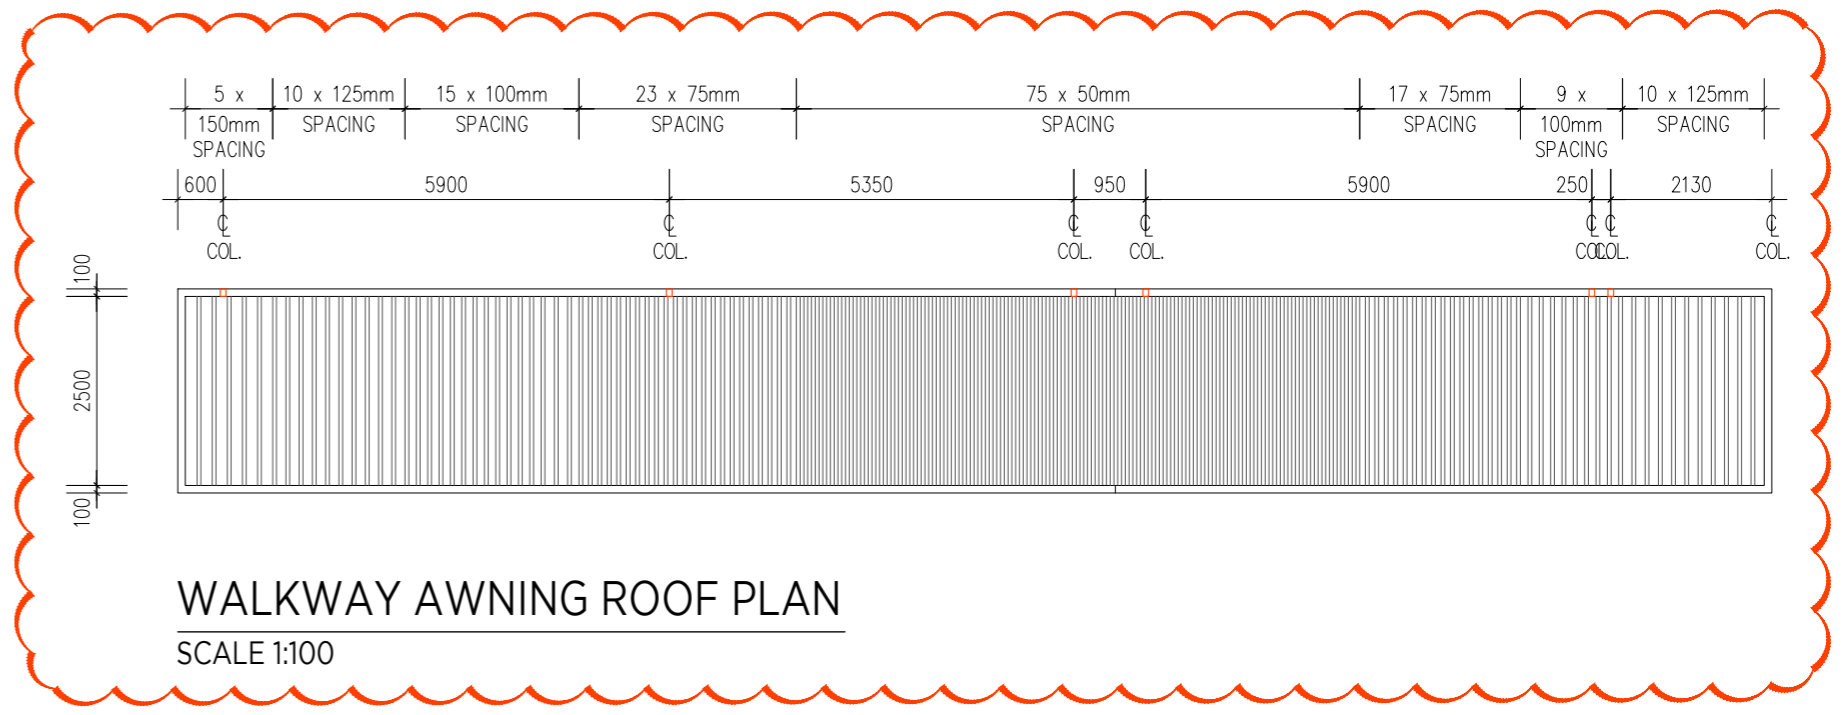 5 x
150mm
SPACING
10 x 125mm
SPACING
15 x 100mm
SPACING
23 x 75mm
SPACING
75 x 50mm
SPACING
17 x 75mm
SPACING
9 x
100mm
SPACING
10 x 125mm
SPACING
600
5900
5350
950
5900
250
2130
℄
COL.
℄
COL.
℄
COL.
℄
COL.
℄
COL.
℄
COL.
℄
COL.
100
2500
100
WALKWAY AWNING ROOF PLAN
SCALE 1:100